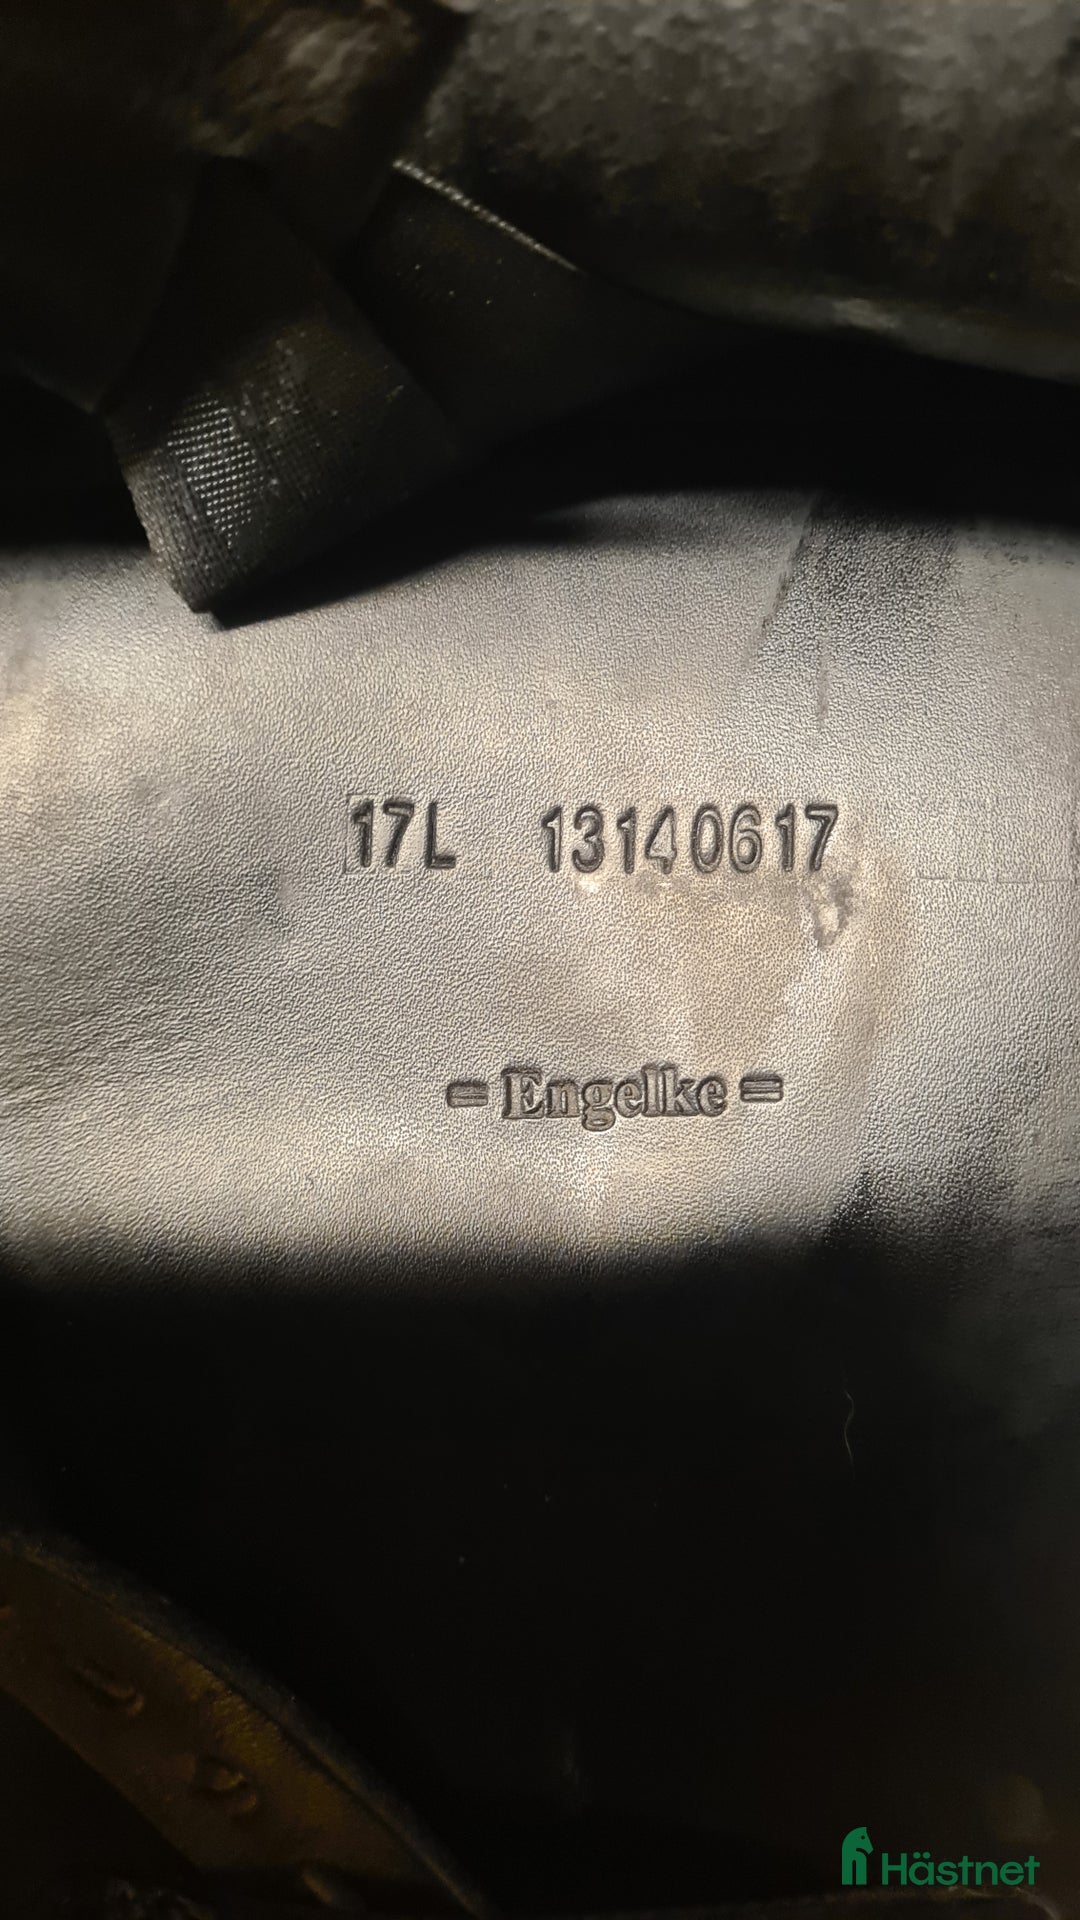 17L 13140617
= Engelke =
Hästnet